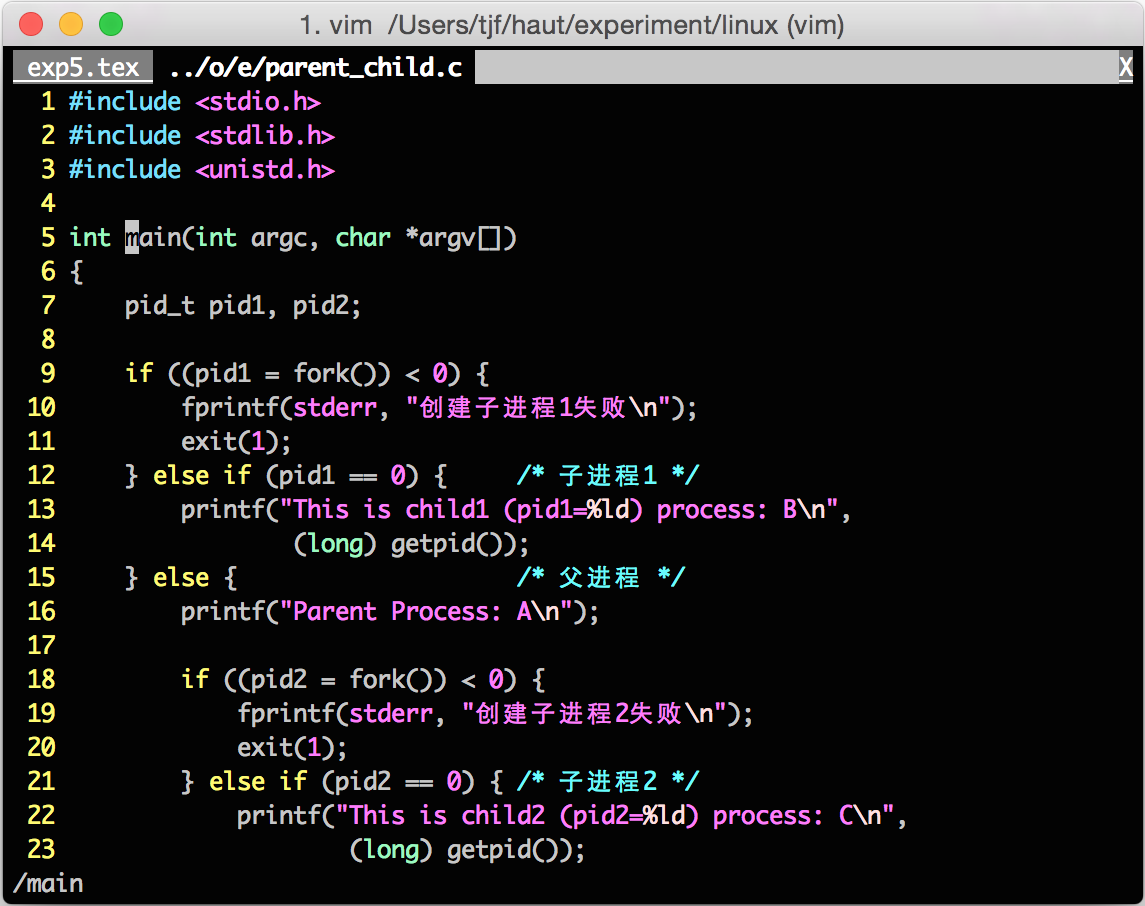 1. vim  /Users/tjf/haut/experiment/linux (vim)
exp5.tex  ../o/e/parent_child.c  X
1 #include <stdio.h>
2 #include <stdlib.h>
3 #include <unistd.h>
4
5 int main(int argc, char *argv[])
6 {
7     pid_t pid1, pid2;
8
9     if ((pid1 = fork()) < 0) {
10         fprintf(stderr, "创建子进程1失败\n");
11         exit(1);
12     } else if (pid1 == 0) {     /* 子进程1 */
13         printf("This is child1 (pid1=%ld) process: B\n",
14                 (long) getpid());
15     } else {                    /* 父进程 */
16         printf("Parent Process: A\n");
17
18         if ((pid2 = fork()) < 0) {
19             fprintf(stderr, "创建子进程2失败\n");
20             exit(1);
21         } else if (pid2 == 0) { /* 子进程2 */
22             printf("This is child2 (pid2=%ld) process: C\n",
23                     (long) getpid());
/main